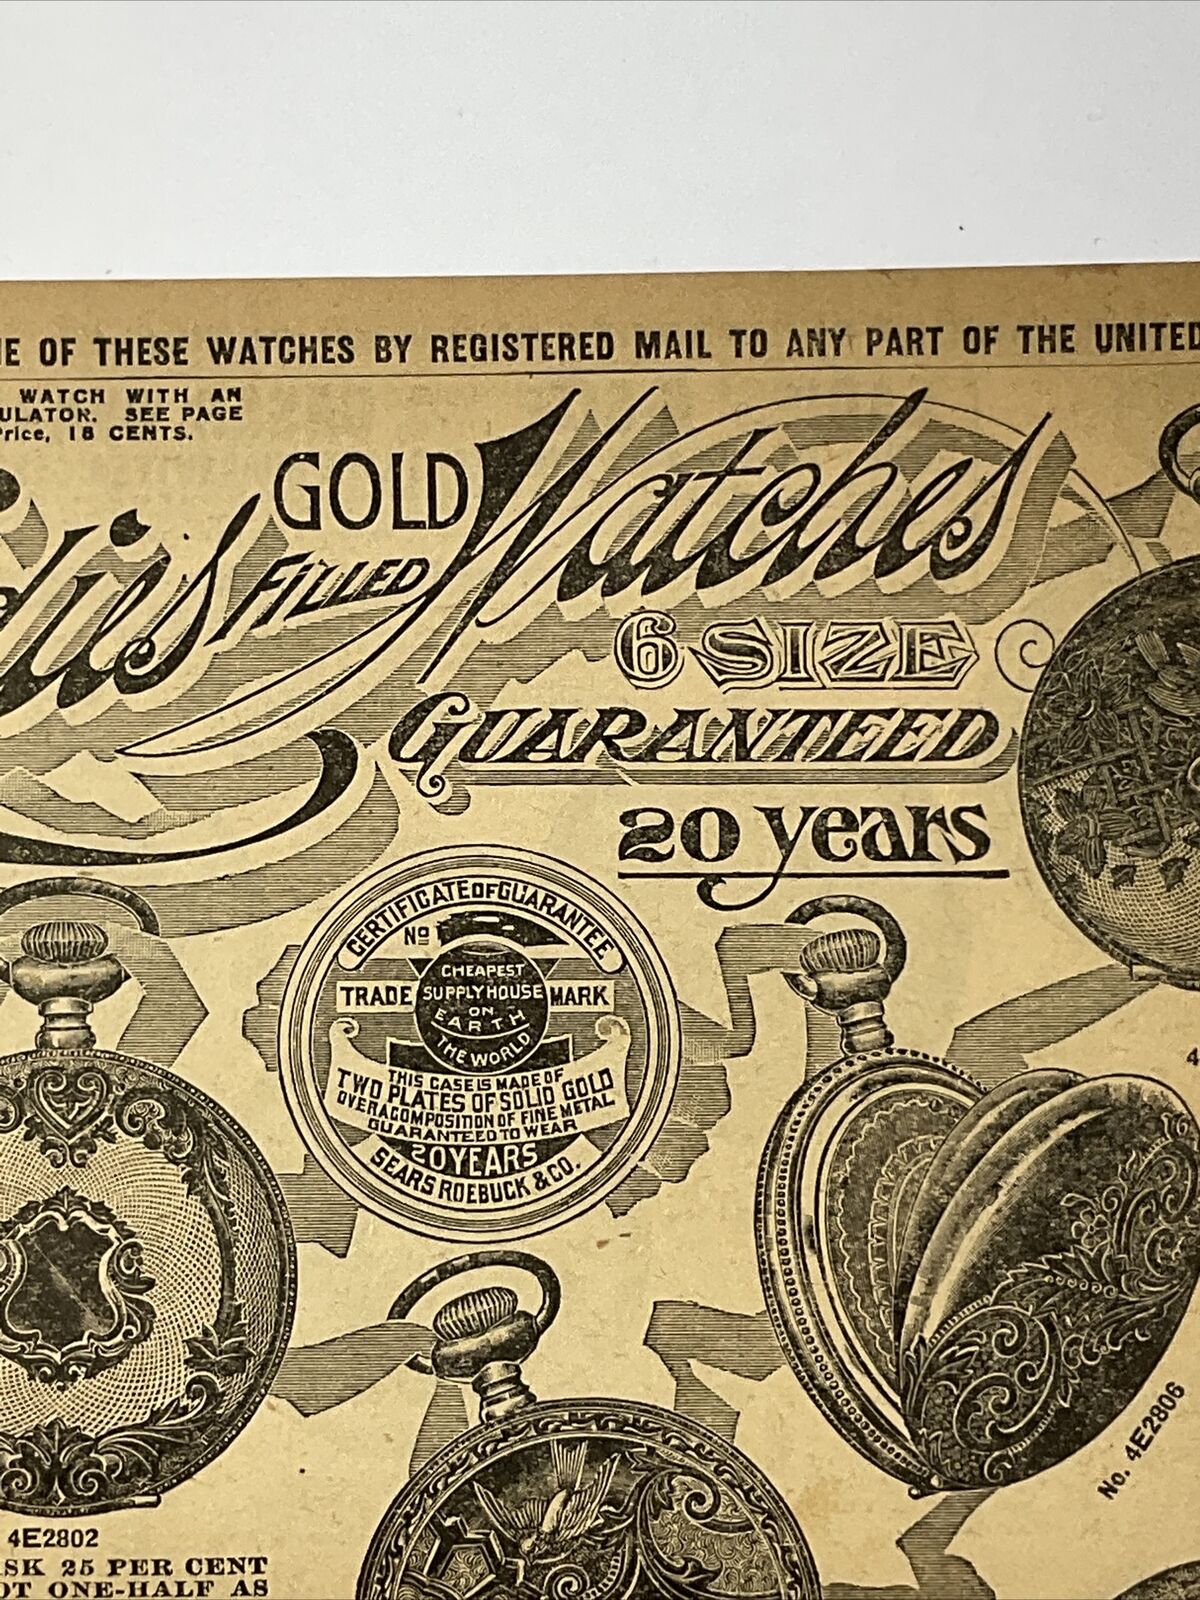 OF THESE WATCHES BY REGISTERED MAIL TO ANY PART OF THE UNITED
WATCH WITH AN
ULATOR. SEE PAGE
Price, 18 CENTS.
dies GOLD FILLED Watches
6 SIZE
GUARANTEED
20 years
CERTIFICATE OF GUARANTEE
No
CHEAPEST
TRADE SUPPLY HOUSE MARK
ON
EARTH
THE WORLD
THIS CASE IS MADE OF
TWO PLATES OF SOLID GOLD
OVER A COMPOSITION OF FINE METAL
GUARANTEED TO WEAR
20 YEARS
SEARS ROEBUCK & CO.
No. 4E2806
4E2802
SK 25 PER CENT
OT ONE-HALF AS